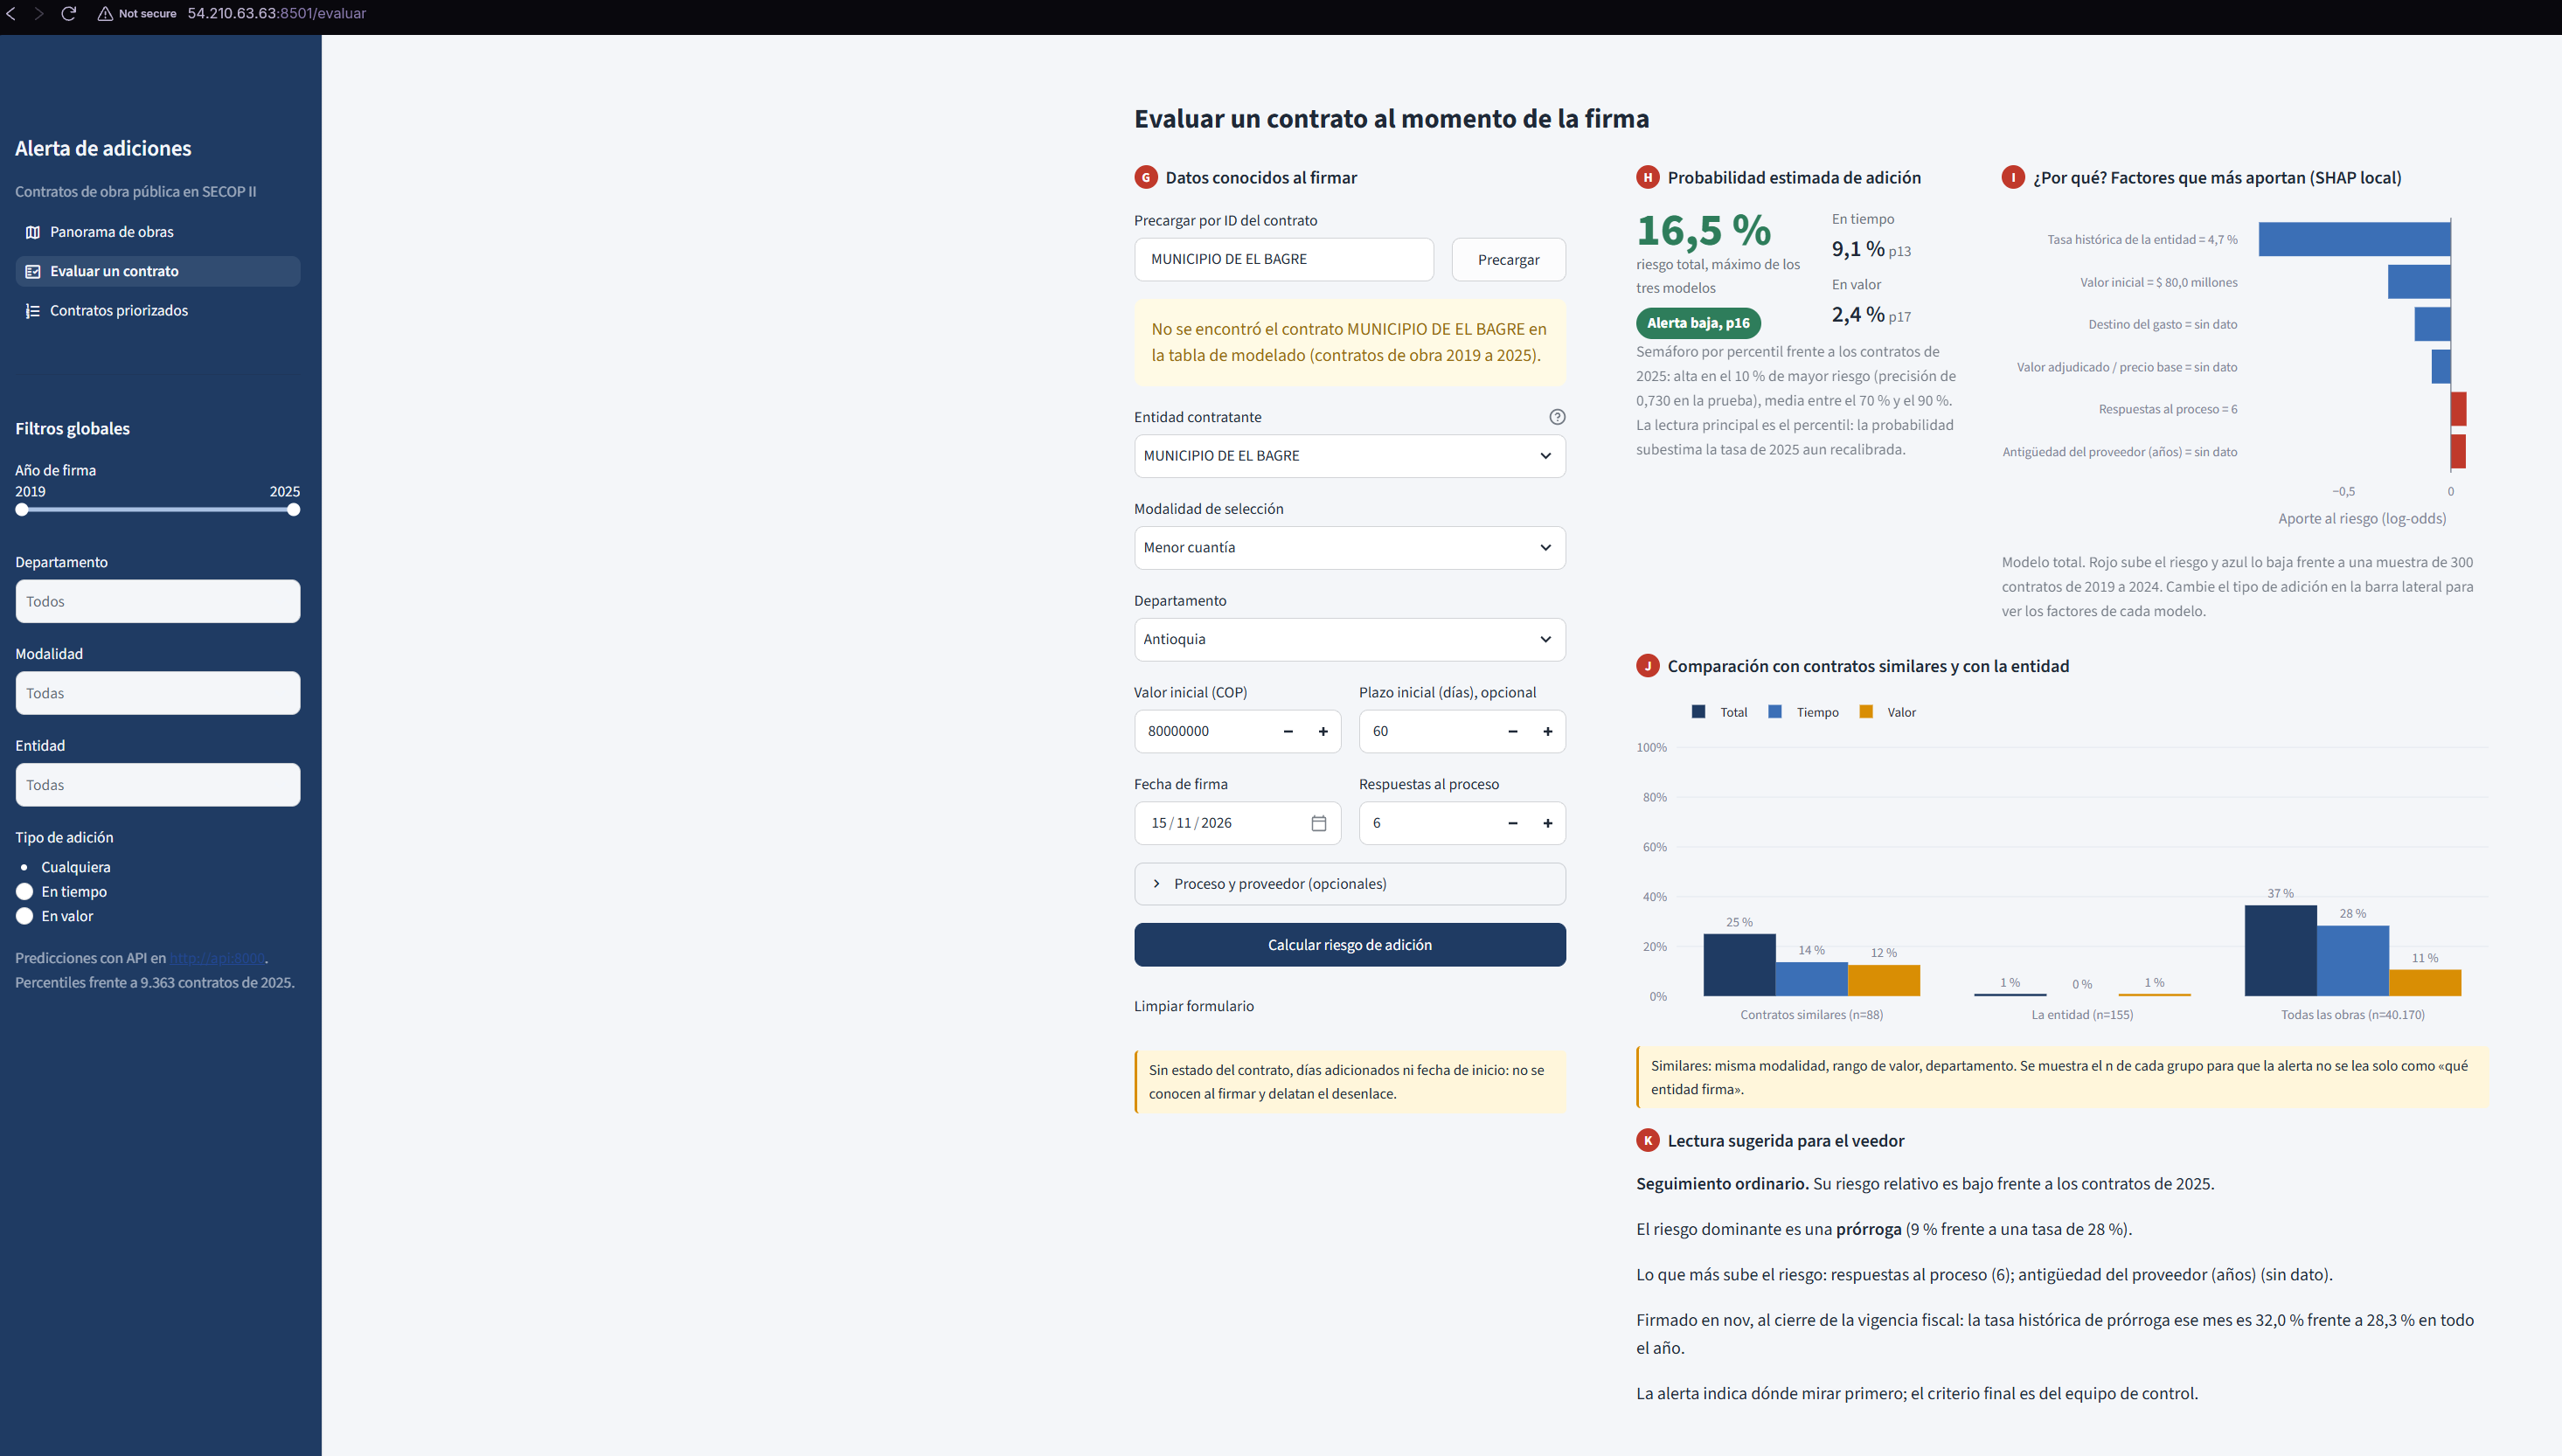 Not secure 54.210.63.63:8501/evaluar
Alerta de adiciones
Contratos de obra pública en SECOP II
Panorama de obras
Evaluar un contrato
Contratos priorizados
Filtros globales
Año de firma
2019 2025
Departamento
Todos
Modalidad
Todas
Entidad
Todas
Tipo de adición
Cualquiera
En tiempo
En valor
Predicciones con API en http://api:8000.
Percentiles frente a 9.363 contratos de 2025.
Evaluar un contrato al momento de la firma
G Datos conocidos al firmar
Precargar por ID del contrato
MUNICIPIO DE EL BAGRE Precargar
No se encontró el contrato MUNICIPIO DE EL BAGRE en
la tabla de modelado (contratos de obra 2019 a 2025).
Entidad contratante
MUNICIPIO DE EL BAGRE
Modalidad de selección
Menor cuantía
Departamento
Antioquia
Valor inicial (COP) Plazo inicial (días), opcional
80000000 60
Fecha de firma Respuestas al proceso
15/11/2026 6
Proceso y proveedor (opcionales)
Calcular riesgo de adición
Limpiar formulario
Sin estado del contrato, días adicionados ni fecha de inicio: no se
conocen al firmar y delatan el desenlace.
H Probabilidad estimada de adición
16,5 %
riesgo total, máximo de los
tres modelos
Alerta baja, p16
En tiempo
9,1 % p13
En valor
2,4 % p17
Semáforo por percentil frente a los contratos de
2025: alta en el 10 % de mayor riesgo (precisión de
0,730 en la prueba), media entre el 70 % y el 90 %.
La lectura principal es el percentil: la probabilidad
subestima la tasa de 2025 aun recalibrada.
I ¿Por qué? Factores que más aportan (SHAP local)
Tasa histórica de la entidad = 4,7 %
Valor inicial = $ 80,0 millones
Destino del gasto = sin dato
Valor adjudicado / precio base = sin dato
Respuestas al proceso = 6
Antigüedad del proveedor (años) = sin dato
−0,5 0
Aporte al riesgo (log-odds)
Modelo total. Rojo sube el riesgo y azul lo baja frente a una muestra de 300
contratos de 2019 a 2024. Cambie el tipo de adición en la barra lateral para
ver los factores de cada modelo.
J Comparación con contratos similares y con la entidad
Total Tiempo Valor
100%
80%
60%
40%
20%
0%
25 % 14 % 12 %
1 % 0 % 1 %
37 % 28 % 11 %
Contratos similares (n=88) La entidad (n=155) Todas las obras (n=40.170)
Similares: misma modalidad, rango de valor, departamento. Se muestra el n de cada grupo para que la alerta no se lea solo como «qué
entidad firma».
K Lectura sugerida para el veedor
Seguimiento ordinario. Su riesgo relativo es bajo frente a los contratos de 2025.
El riesgo dominante es una prórroga (9 % frente a una tasa de 28 %).
Lo que más sube el riesgo: respuestas al proceso (6); antigüedad del proveedor (años) (sin dato).
Firmado en nov, al cierre de la vigencia fiscal: la tasa histórica de prórroga ese mes es 32,0 % frente a 28,3 % en todo
el año.
La alerta indica dónde mirar primero; el criterio final es del equipo de control.